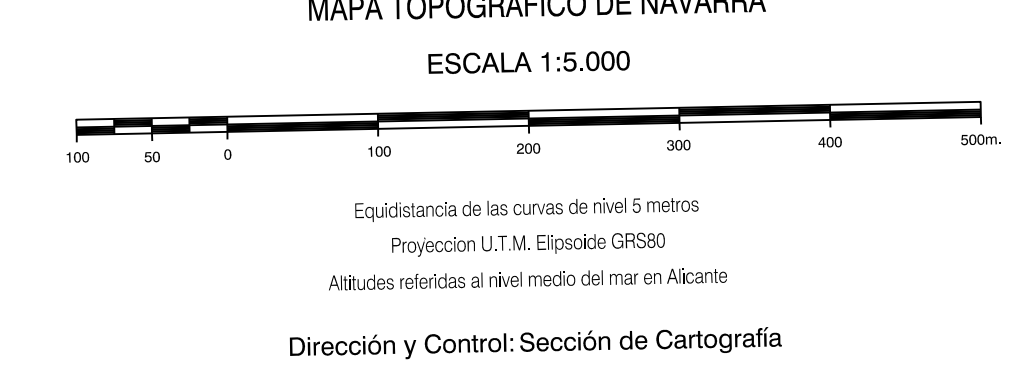 MAPA TOPOGRAFICO DE NAVARRA
ESCALA 1:5.000
100 50 0 100 200 300 400 500m.
Equidistancia de las curvas de nivel 5 metros
Proyeccion U.T.M. Elipsoide GRS80
Altitudes referidas al nivel medio del mar en Alicante
Dirección y Control: Sección de Cartografía